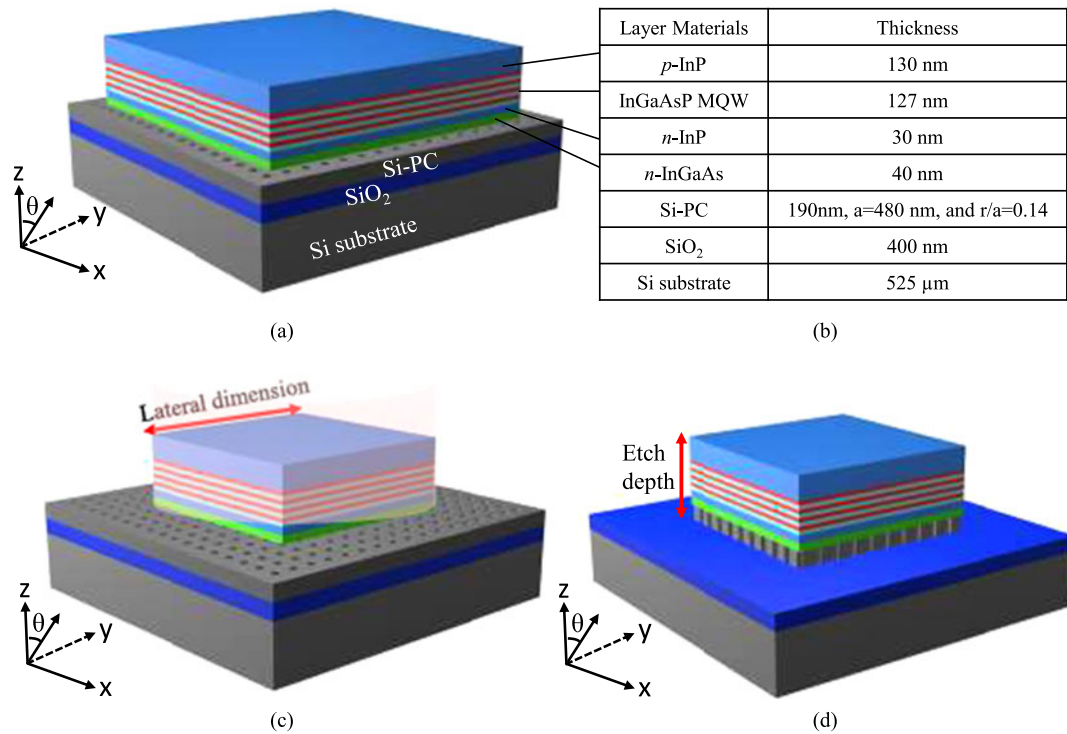 Layer Materials Thickness
p-InP 130 nm
InGaAsP MQW 127 nm
n-InP 30 nm
n-InGaAs 40 nm
Si-PC 190nm, a=480 nm, and r/a=0.14
SiO₂ 400 nm
Si substrate 525 µm
Si-PC
SiO₂
Si substrate
z
θ
y
x
(a)
(b)
Lateral dimension
z
θ
y
x
(c)
Etch
depth
z
θ
y
x
(d)